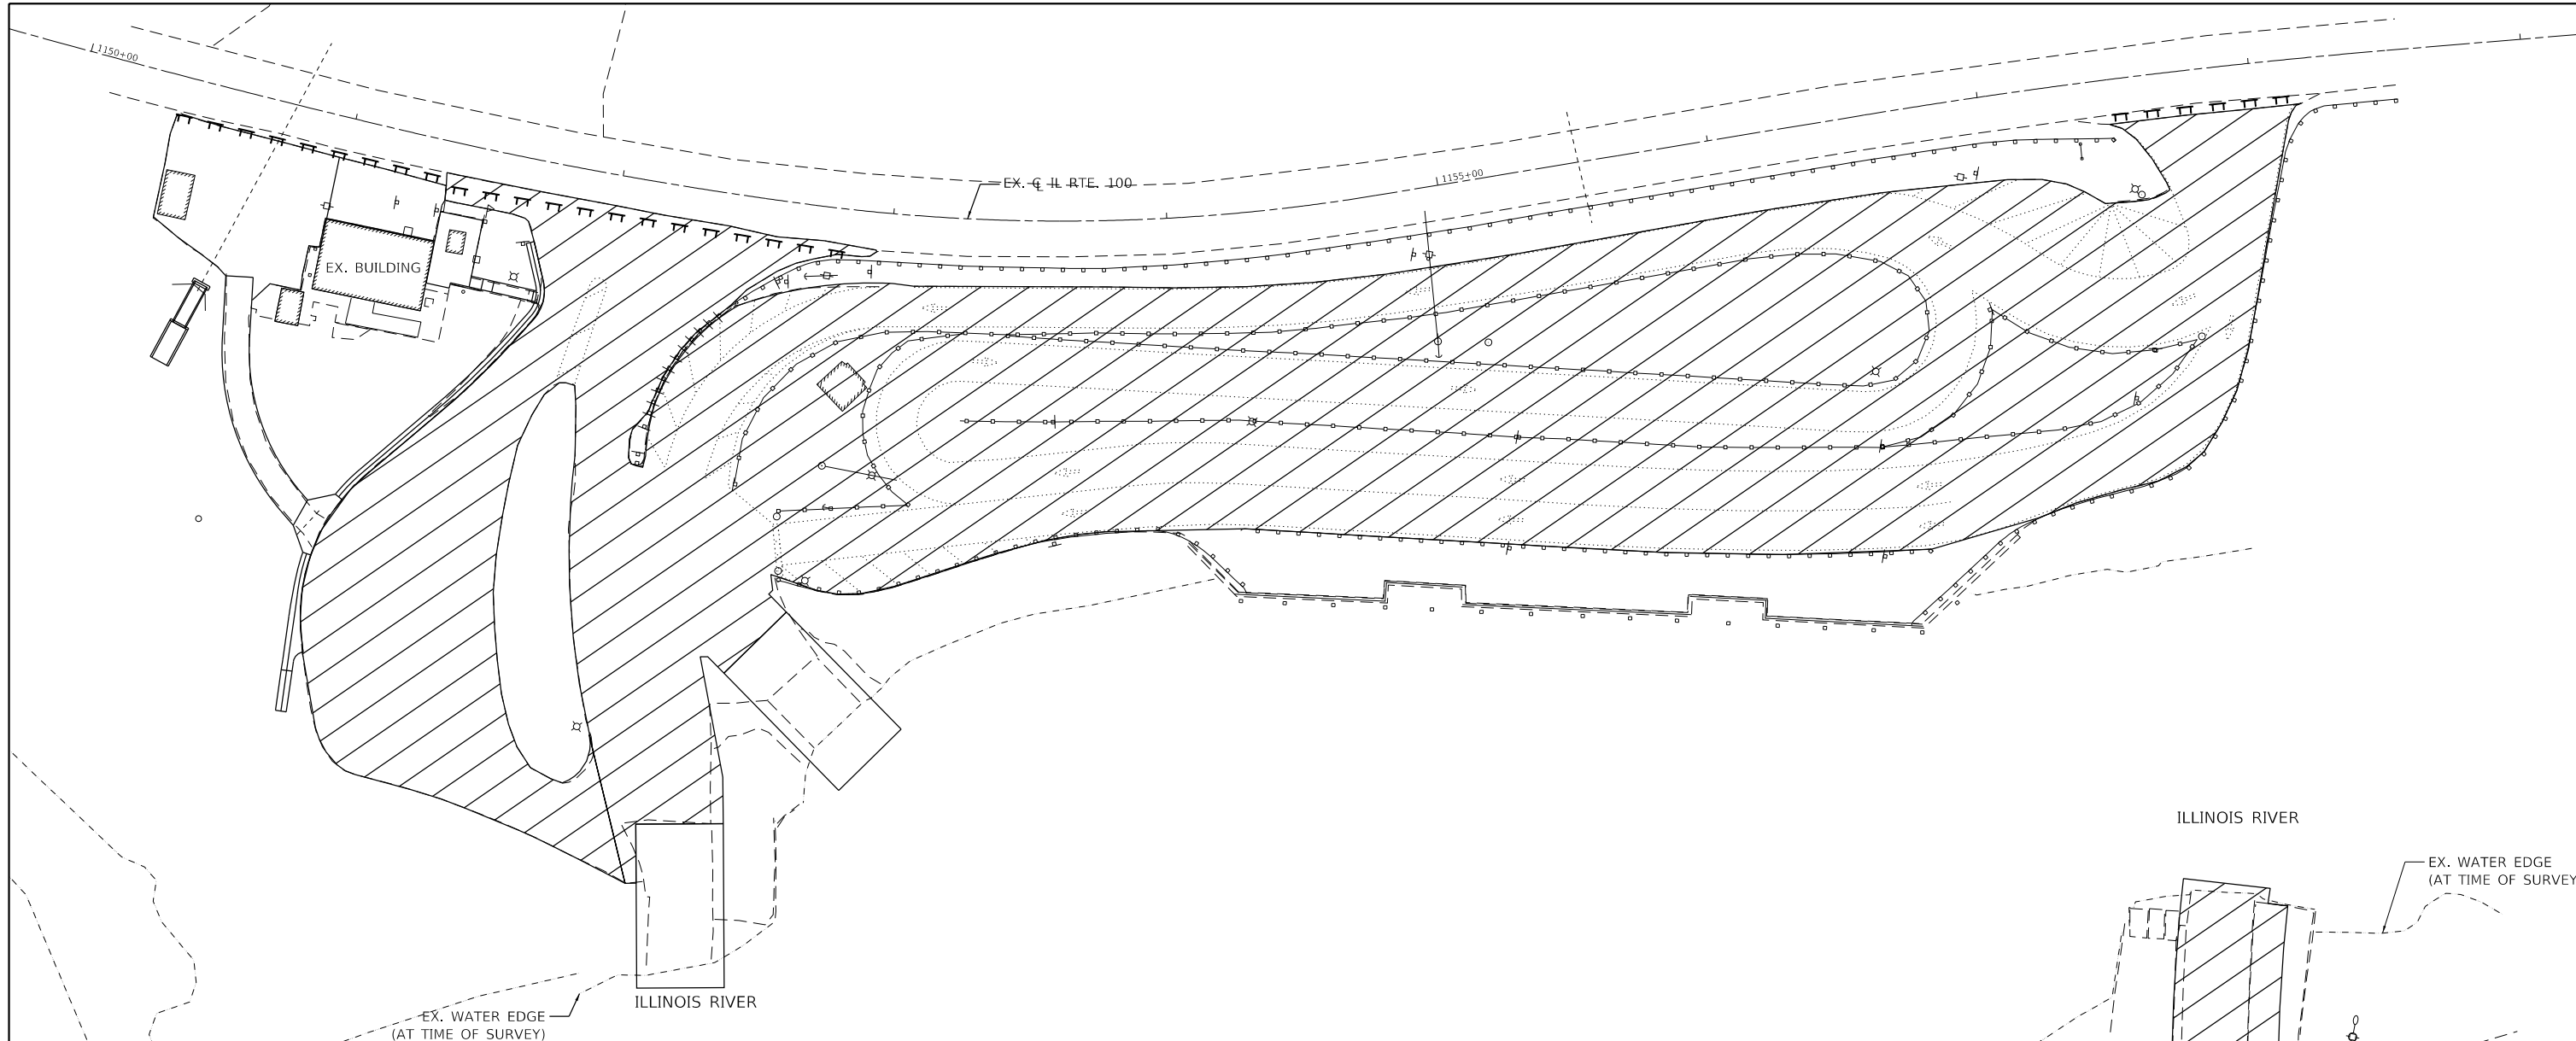 1150+00
EX. ℄ IL RTE. 100
1155+00
EX. BUILDING
ILLINOIS RIVER
EX. WATER EDGE
(AT TIME OF SURVEY
ILLINOIS RIVER
EX. WATER EDGE
(AT TIME OF SURVEY)